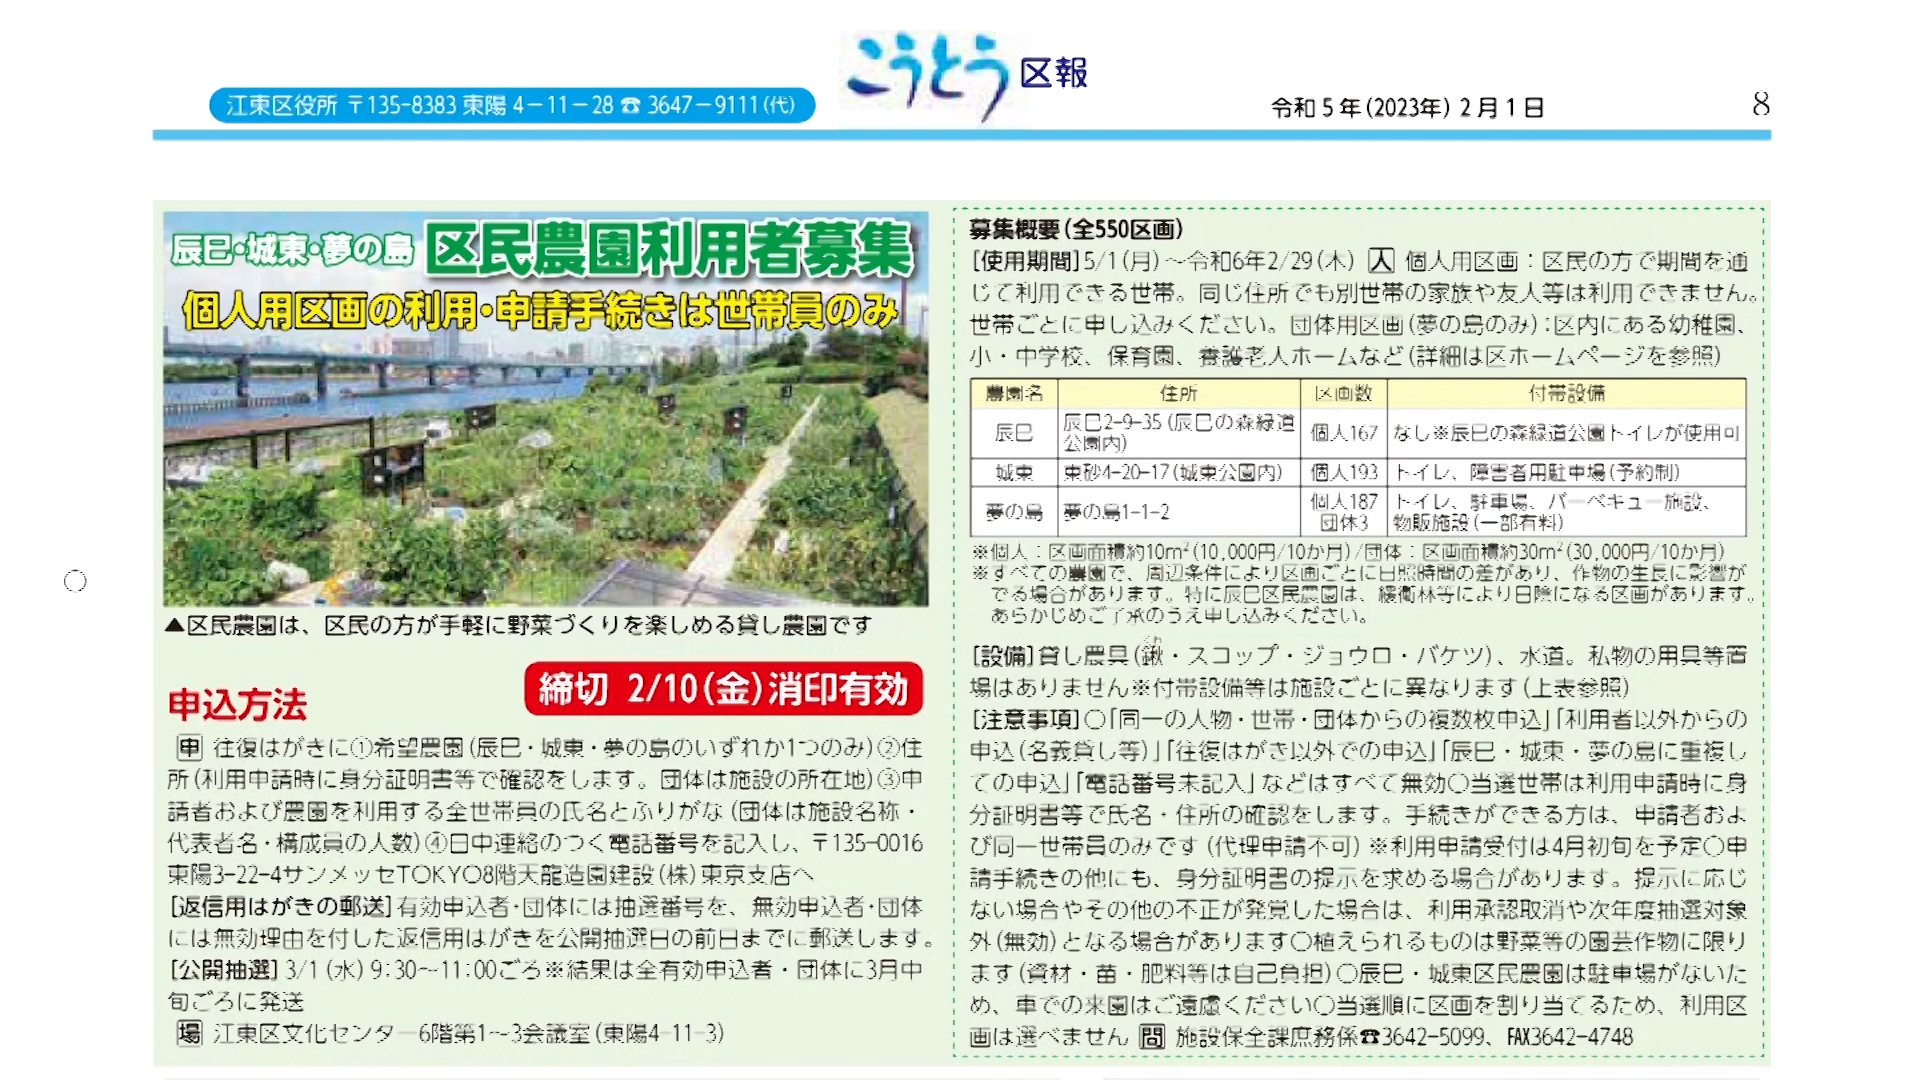 江東区役所 〒135-8383 東陽 4－11－28 ☎ 3647－9111(代)
こうとう区報
令和5年(2023年) 2月1日
8
辰巳・城東・夢の島 区民農園利用者募集
個人用区画の利用・申請手続きは世帯員のみ
▲区民農園は、区民の方が手軽に野菜づくりを楽しめる貸し農園です
申込方法
締切 2/10(金)消印有効
申 往復はがきに①希望農園(辰巳・城東・夢の島のいずれか1つのみ)②住
所(利用申請時に身分証明書等で確認をします。団体は施設の所在地)③申
請者および農園を利用する全世帯員の氏名とふりがな(団体は施設名称・
代表者名・構成員の人数)④日中連絡のつく電話番号を記入し、〒135-0016
東陽3-22-4サンメッセTOKYO8階天龍造園建設(株)東京支店へ
[返信用はがきの郵送]有効申込者・団体には抽選番号を、無効申込者・団体
には無効理由を付した返信用はがきを公開抽選日の前日までに郵送します。
[公開抽選] 3/1(水) 9:30～11:00ごろ※結果は全有効申込者・団体に3月中
旬ごろに発送
場 江東区文化センター6階第1～3会議室(東陽4-11-3)
募集概要(全550区画)
[使用期間]5/1(月)～令和6年2/29(木) 人 個人用区画：区民の方で期間を通
じて利用できる世帯。同じ住所でも別世帯の家族や友人等は利用できません。
世帯ごとに申し込みください。団体用区画(夢の島のみ)：区内にある幼稚園、
小・中学校、保育園、養護老人ホームなど(詳細は区ホームページを参照)
農園名 住所 区画数 付帯設備
辰巳 辰巳2-9-35(辰巳の森緑道公園内) 個人167 なし※辰巳の森緑道公園トイレが使用可
城東 東砂4-20-17(城東公園内) 個人193 トイレ、障害者用駐車場(予約制)
夢の島 夢の島1-1-2 個人187 団体3 トイレ、駐車場、バーベキュー施設、物販施設(一部有料)
※個人：区画面積約10m²(10,000円/10か月)/団体：区画面積約30m²(30,000円/10か月)
※すべての農園で、周辺条件により区画ごとに日照時間の差があり、作物の生長に影響が
でる場合があります。特に辰巳区民農園は、緩衝林等により日陰になる区画があります。
あらかじめご了承のうえ申し込みください。
[設備]貸し農具(鍬・スコップ・ジョウロ・バケツ)、水道。私物の用具等置
場はありません※付帯設備等は施設ごとに異なります(上表参照)
[注意事項]○「同一の人物・世帯・団体からの複数枚申込」「利用者以外からの
申込(名義貸し等)」「往復はがき以外での申込」「辰巳・城東・夢の島に重複し
ての申込」「電話番号未記入」などはすべて無効○当選世帯は利用申請時に身
分証明書等で氏名・住所の確認をします。手続きができる方は、申請者およ
び同一世帯員のみです(代理申請不可)※利用申請受付は4月初旬を予定○申
請手続きの他にも、身分証明書の提示を求める場合があります。提示に応じ
ない場合やその他の不正が発覚した場合は、利用承認取消や次年度抽選対象
外(無効)となる場合があります○植えられるものは野菜等の園芸作物に限り
ます(資材・苗・肥料等は自己負担)○辰巳・城東区民農園は駐車場がないた
め、車での来園はご遠慮ください○当選順に区画を割り当てるため、利用区
画は選べません 問 施設保全課庶務係☎3642-5099、FAX3642-4748